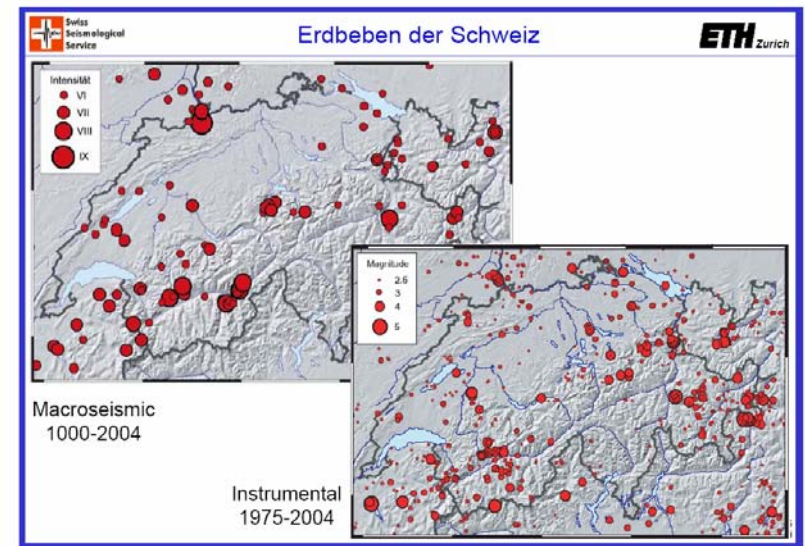 Swiss
Seismological
Service
Erdbeben der Schweiz
ETH Zurich
Intensität
VI
VII
VIII
IX
Magnitude
2.5
3
4
5
Macroseismic
1000-2004
Instrumental
1975-2004